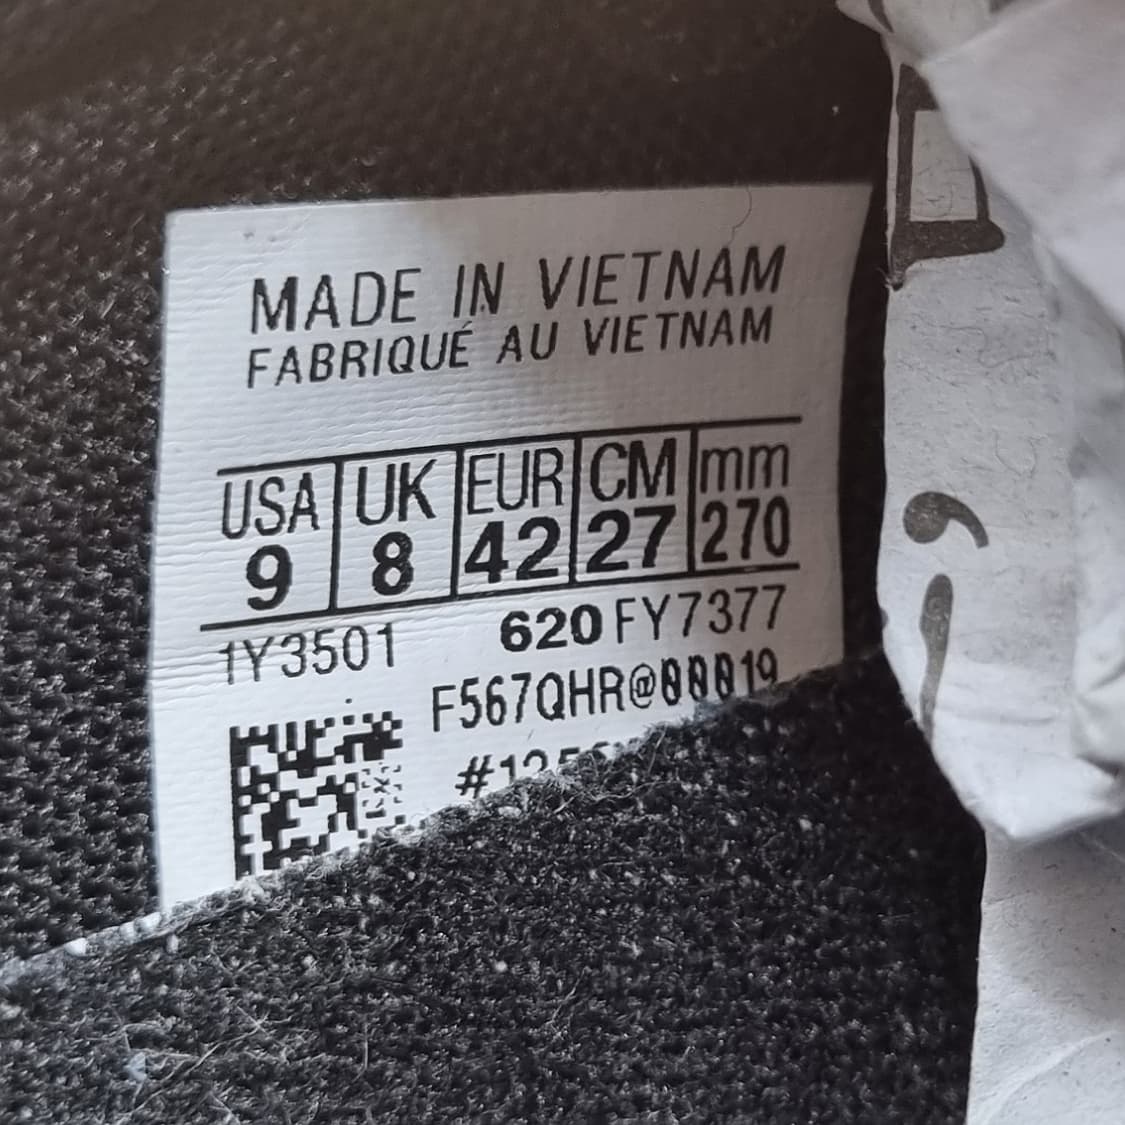 MADE IN VIETNAM
FABRIQUÉ AU VIETNAM
USA UK EUR CM mm
9 8 42 27 270
1Y3501 620 FY7377
F567QHR@00019